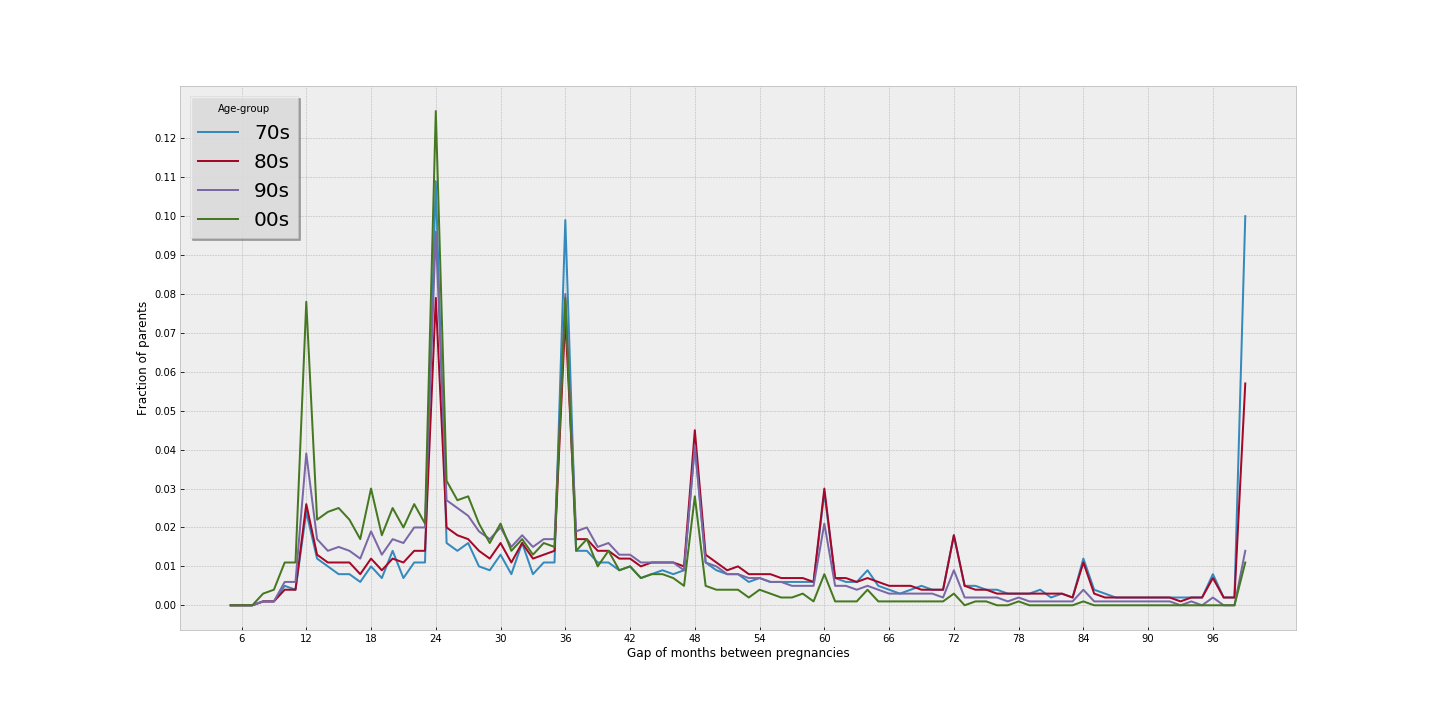 Age-group
70s
80s
90s
00s
0.12
0.11
0.10
0.09
0.08
0.07
0.06
0.05
0.04
0.03
0.02
0.01
0.00
Fraction of parents
6 12 18 24 30 36 42 48 54 60 66 72 78 84 90 96
Gap of months between pregnancies